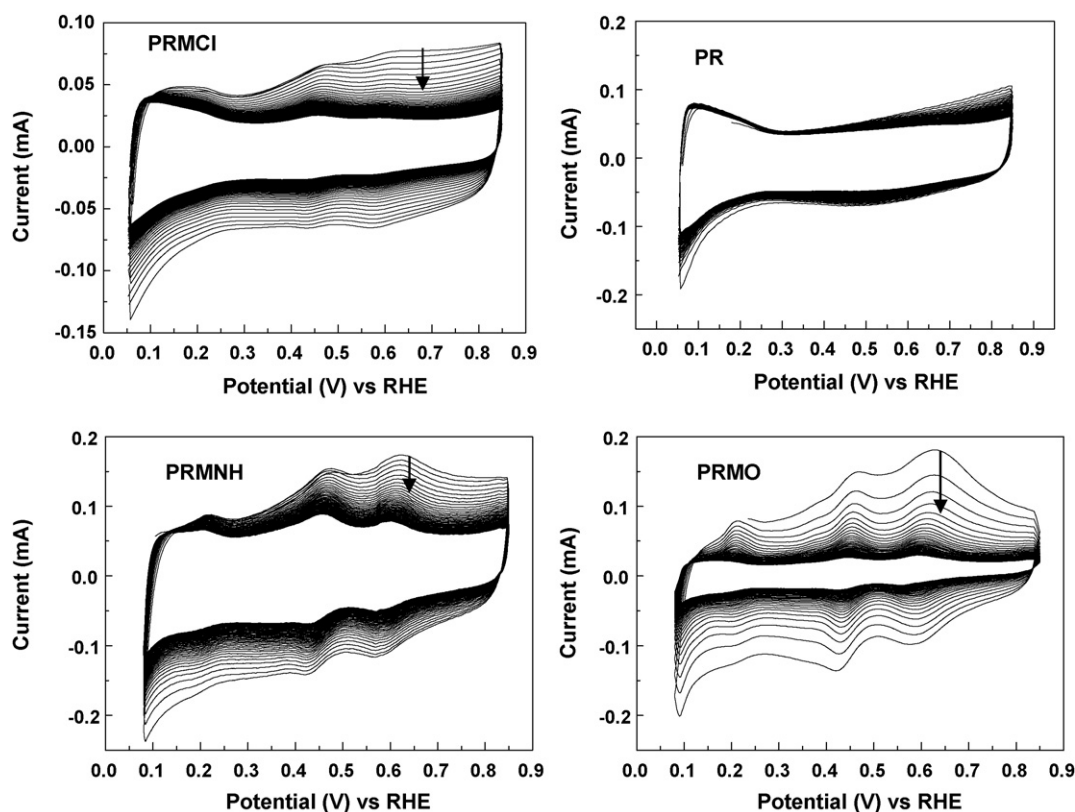 PRMCI
Current (mA)
0.10
0.05
0.00
-0.05
-0.10
-0.15
0.0 0.1 0.2 0.3 0.4 0.5 0.6 0.7 0.8 0.9
Potential (V) vs RHE
PR
Current (mA)
0.2
0.1
0.0
-0.1
-0.2
0.0 0.1 0.2 0.3 0.4 0.5 0.6 0.7 0.8 0.9
Potential (V) vs RHE
PRMNH
Current (mA)
0.2
0.1
0.0
-0.1
-0.2
0.0 0.1 0.2 0.3 0.4 0.5 0.6 0.7 0.8 0.9
Potential (V) vs RHE
PRMO
Current (mA)
0.2
0.1
0.0
-0.1
-0.2
0.0 0.1 0.2 0.3 0.4 0.5 0.6 0.7 0.8 0.9
Potential (V) vs RHE